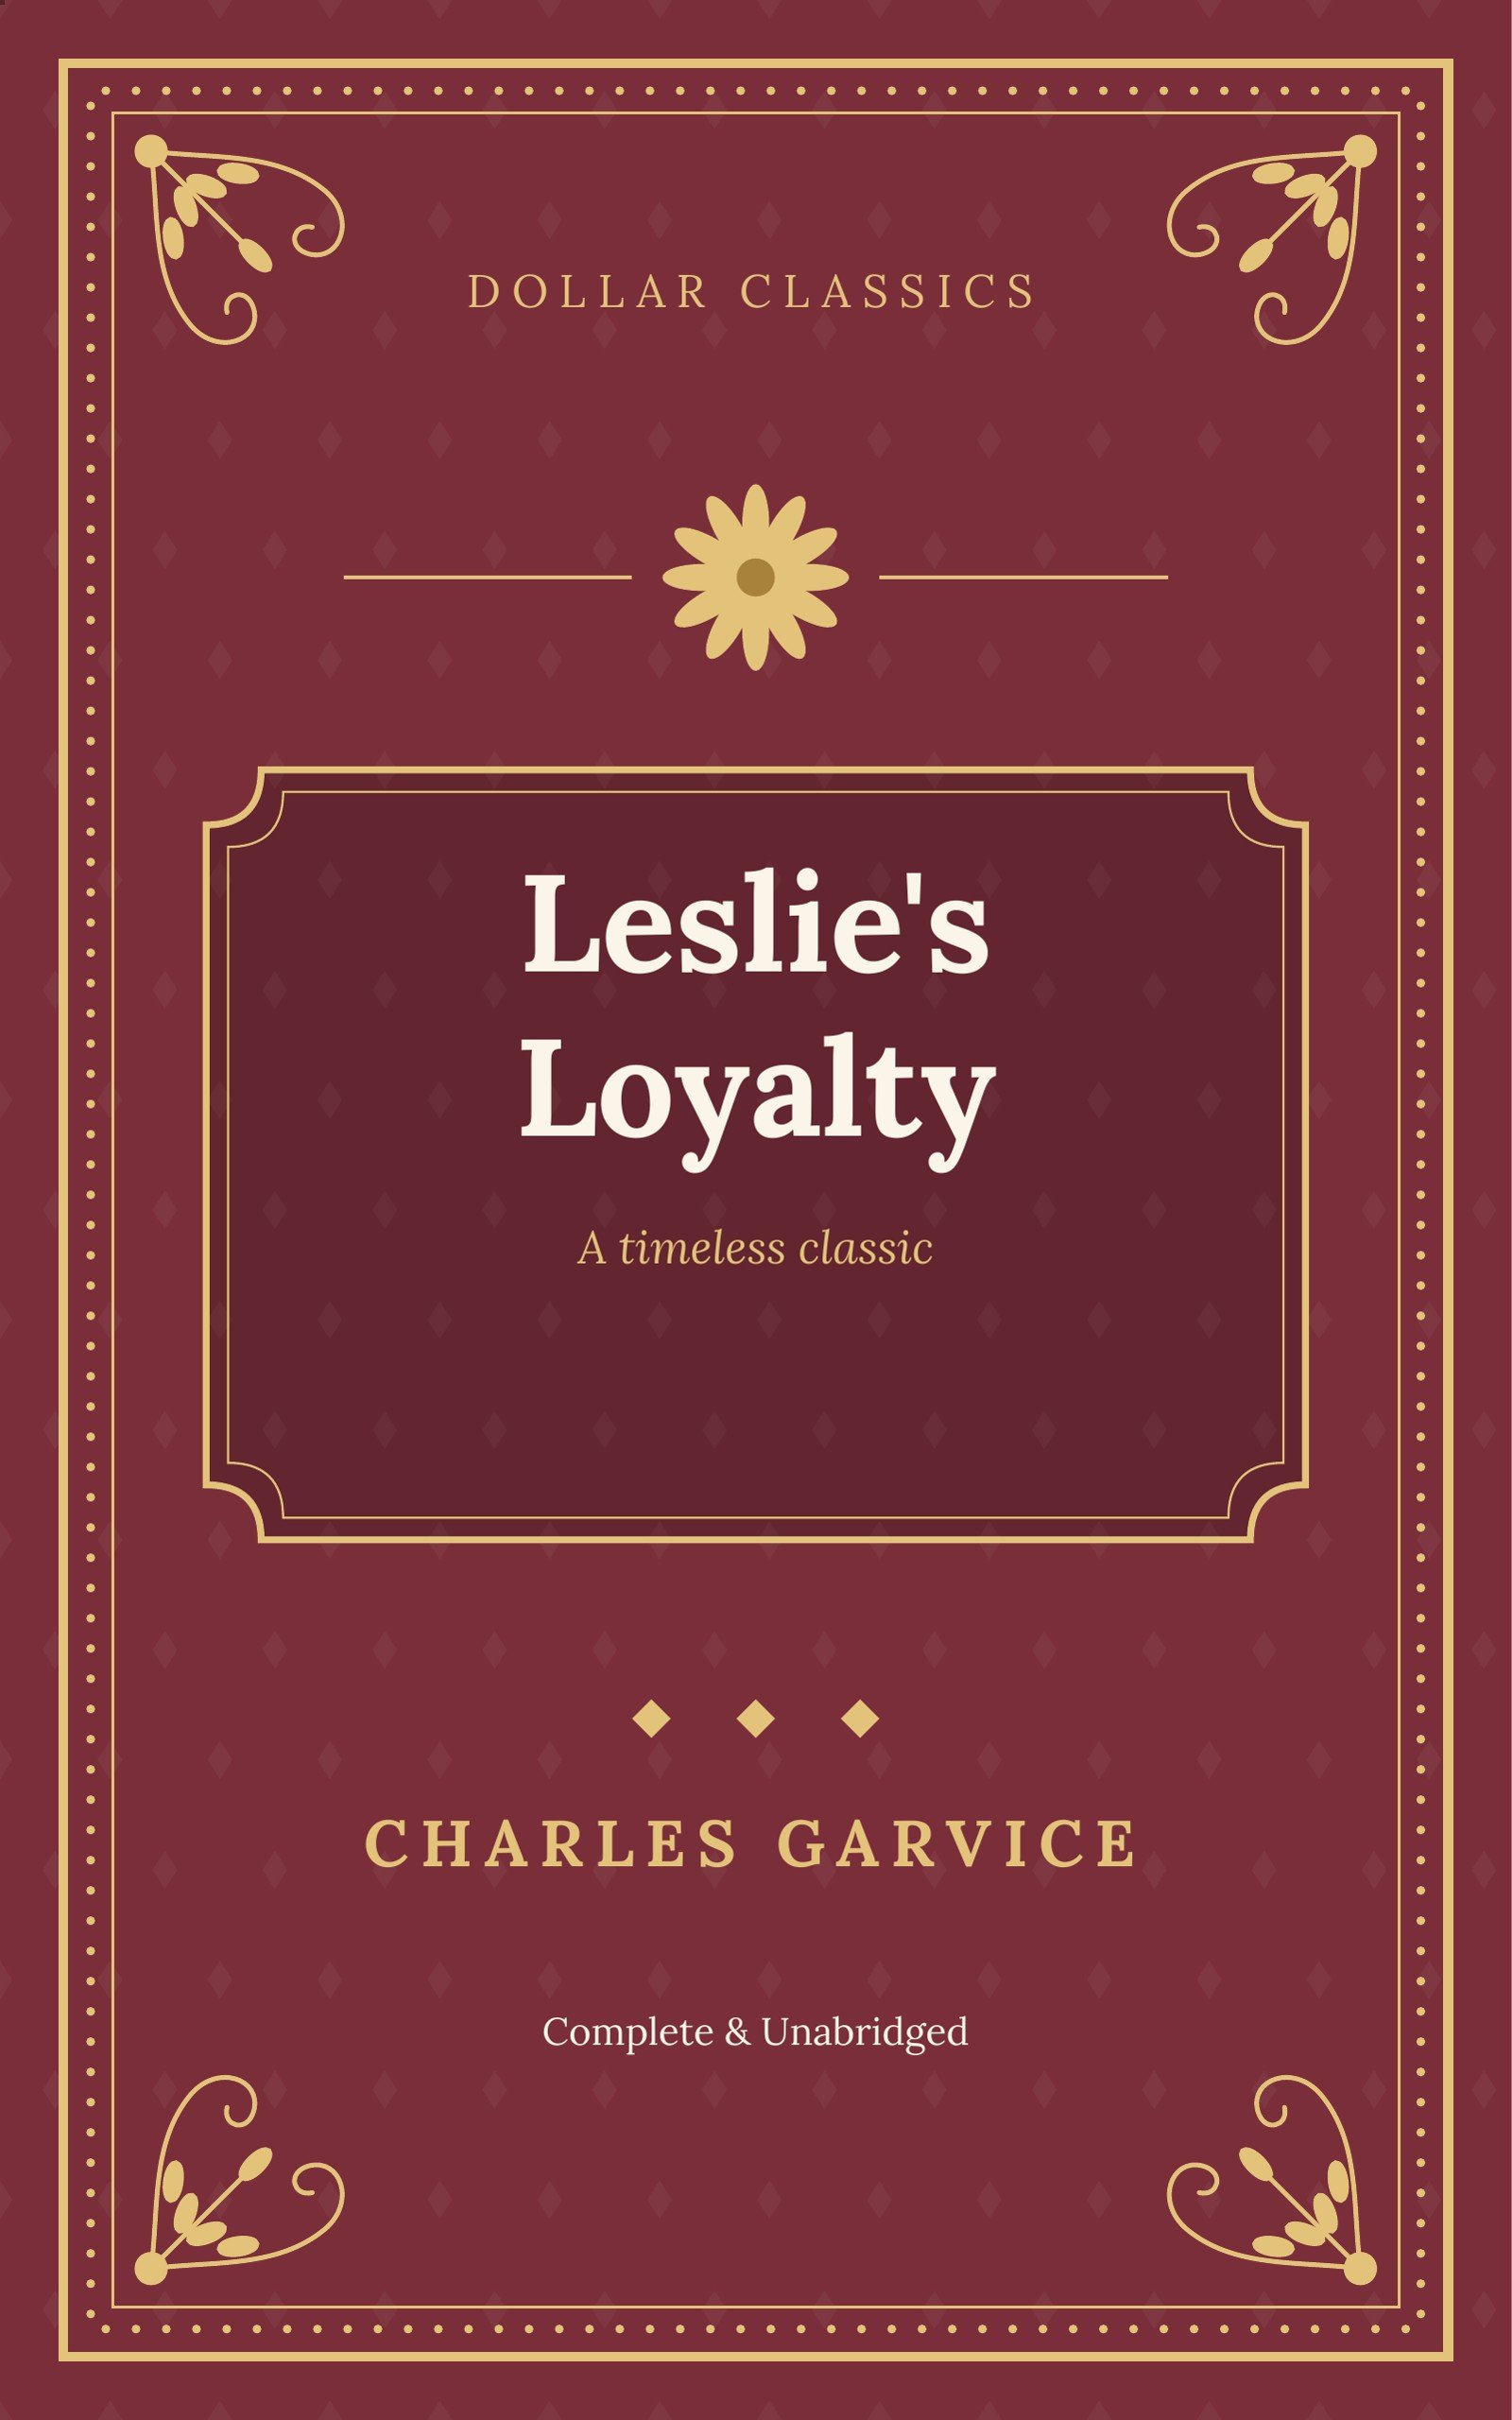 DOLLAR CLASSICS
Leslie's
Loyalty
A timeless classic
CHARLES GARVICE
Complete & Unabridged